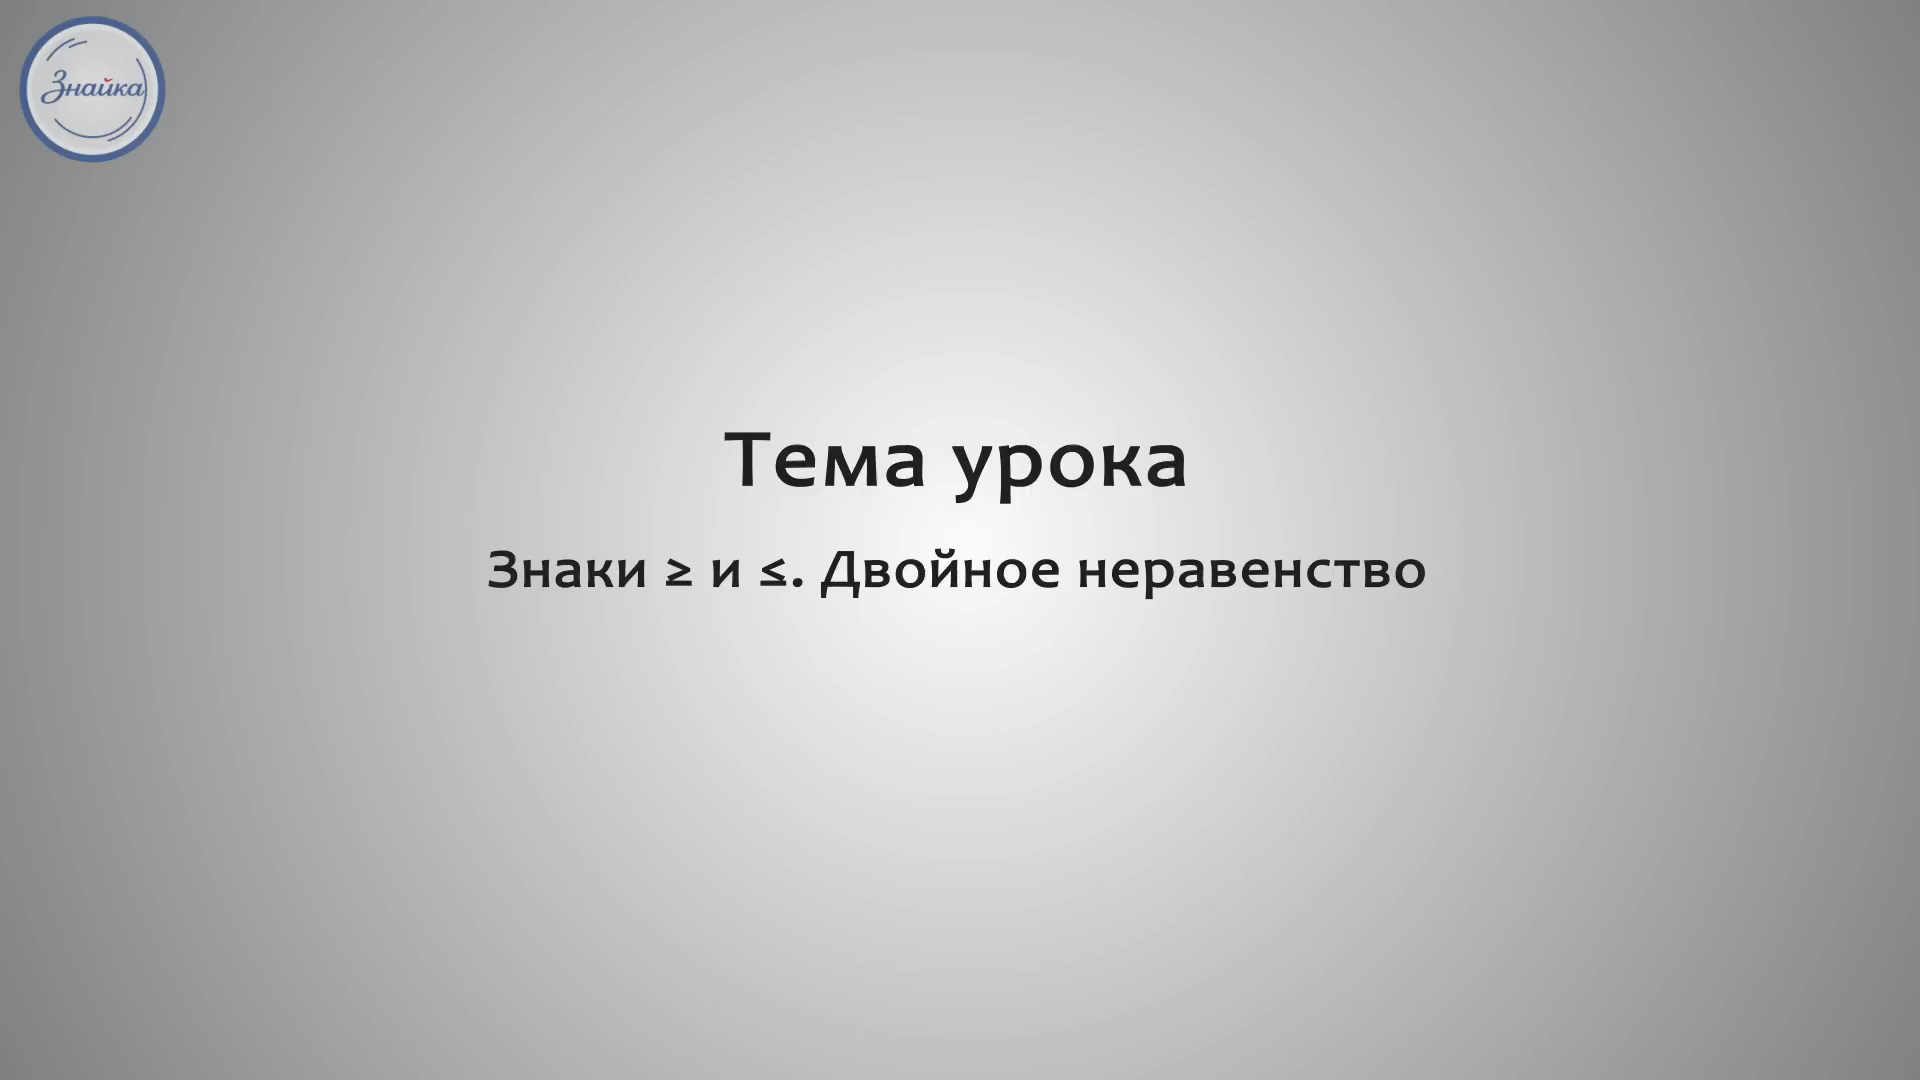 Знайка
Тема урока
Знаки ≥ и ≤. Двойное неравенство